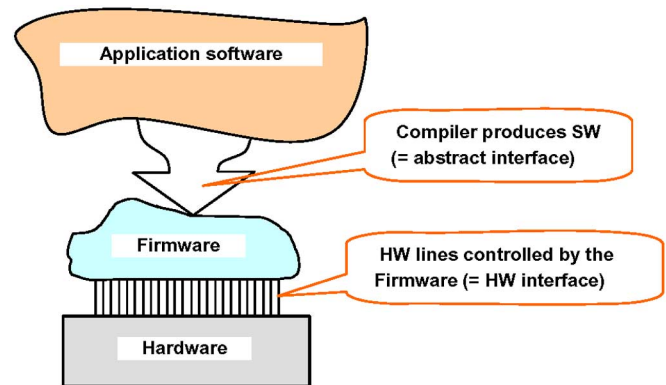 Application software
Compiler produces SW
(= abstract interface)
Firmware
HW lines controlled by the
Firmware (= HW interface)
Hardware